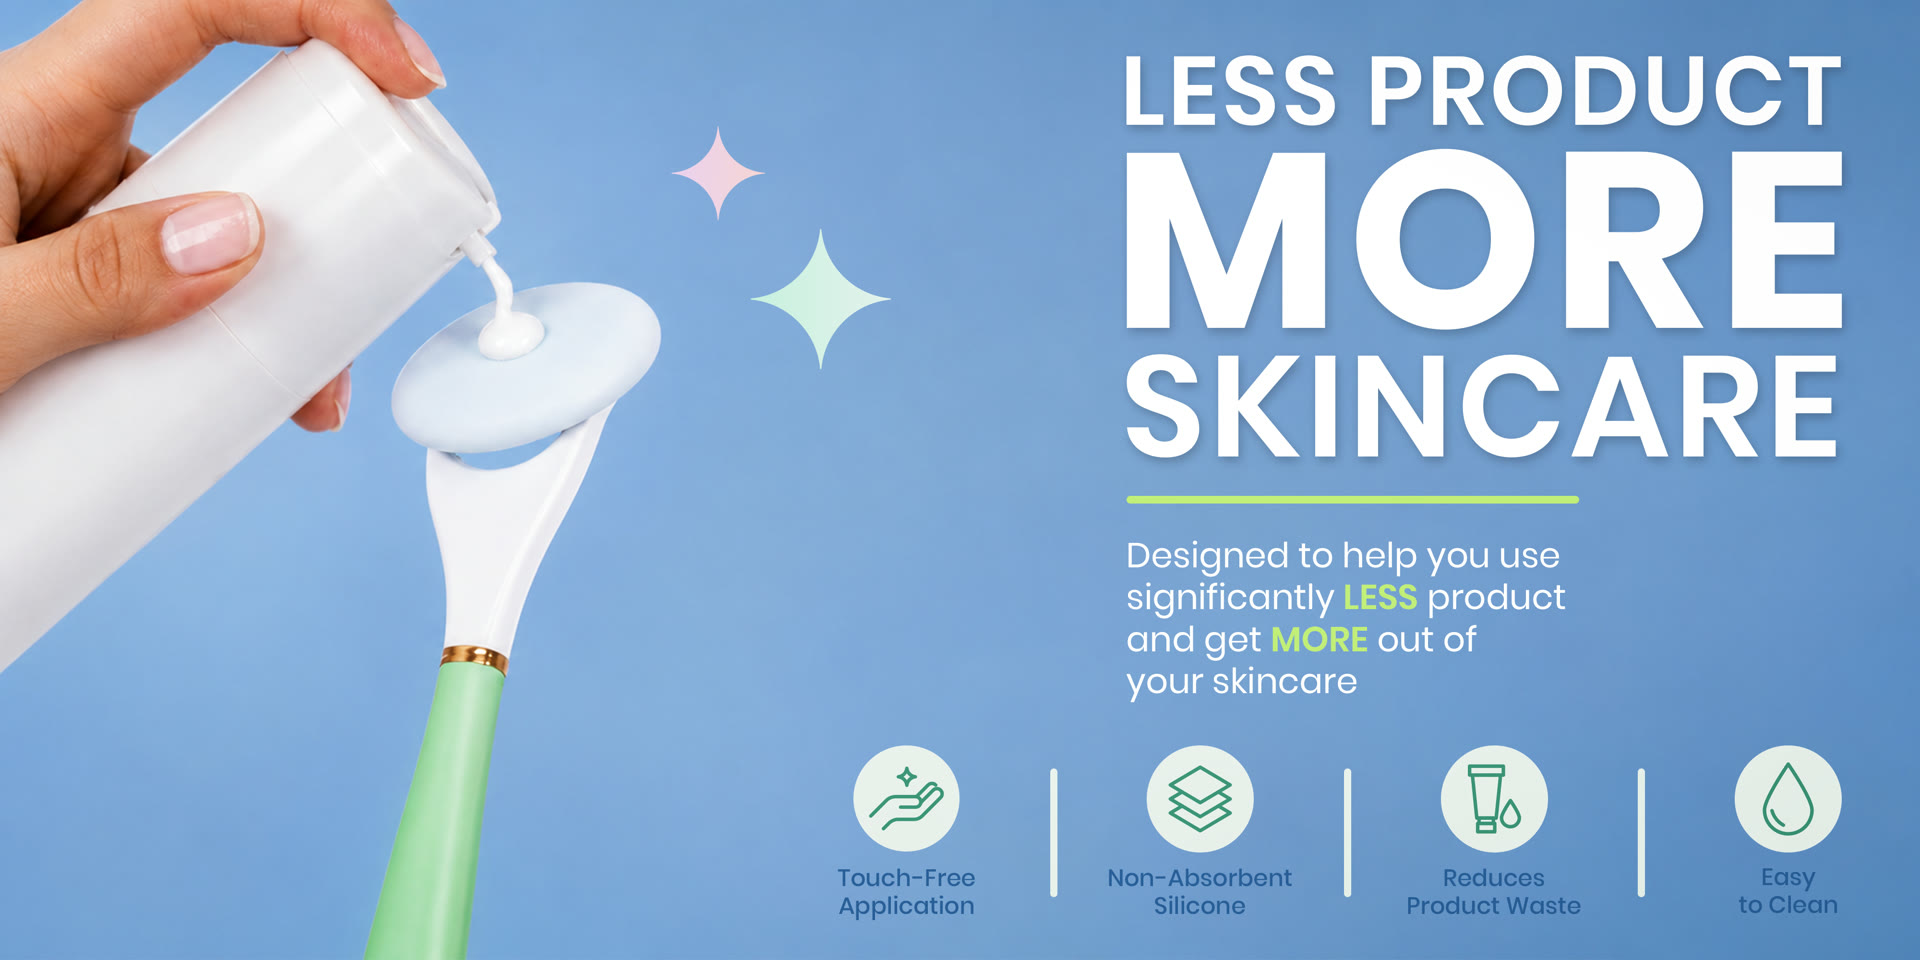 LESS PRODUCT
MORE
SKINCARE
Designed to help you use
significantly LESS product
and get MORE out of
your skincare
Touch-Free
Application
Non-Absorbent
Silicone
Reduces
Product Waste
Easy
to Clean